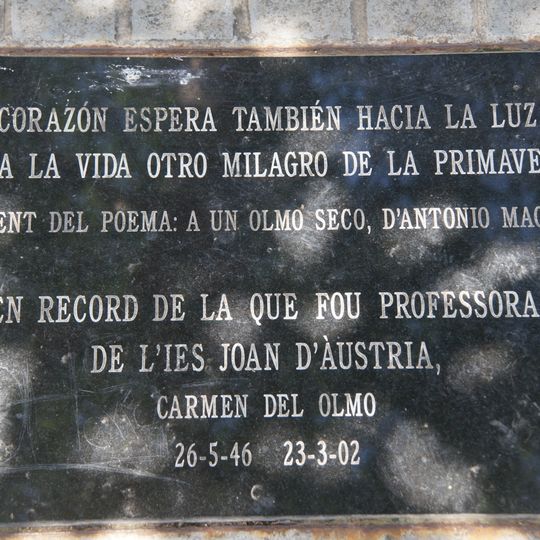 CORAZÓN ESPERA TAMBIÉN HACIA LA LUZ
A LA VIDA OTRO MILAGRO DE LA PRIMAVE
ENT DEL POEMA: A UN OLMO SECO, D'ANTONIO MAC
EN RECORD DE LA QUE FOU PROFESSORA
DE L'IES JOAN D'ÀUSTRIA,
CARMEN DEL OLMO
26-5-46 23-3-02